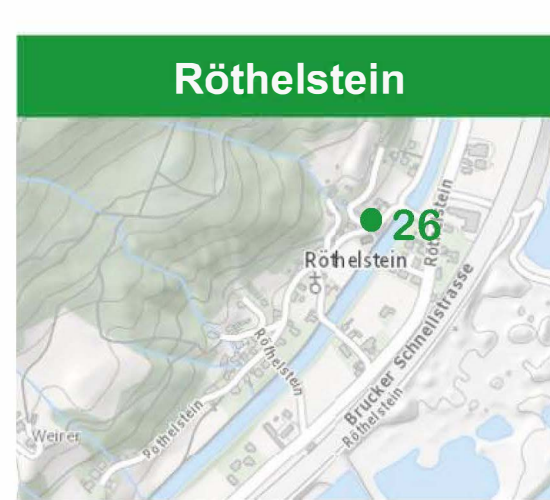 Röthelstein
26
Röthelstein
Röthelstein
Röthelstein
Röthelstein
Brucker Schnellstrasse
Röthelstein
Weirer